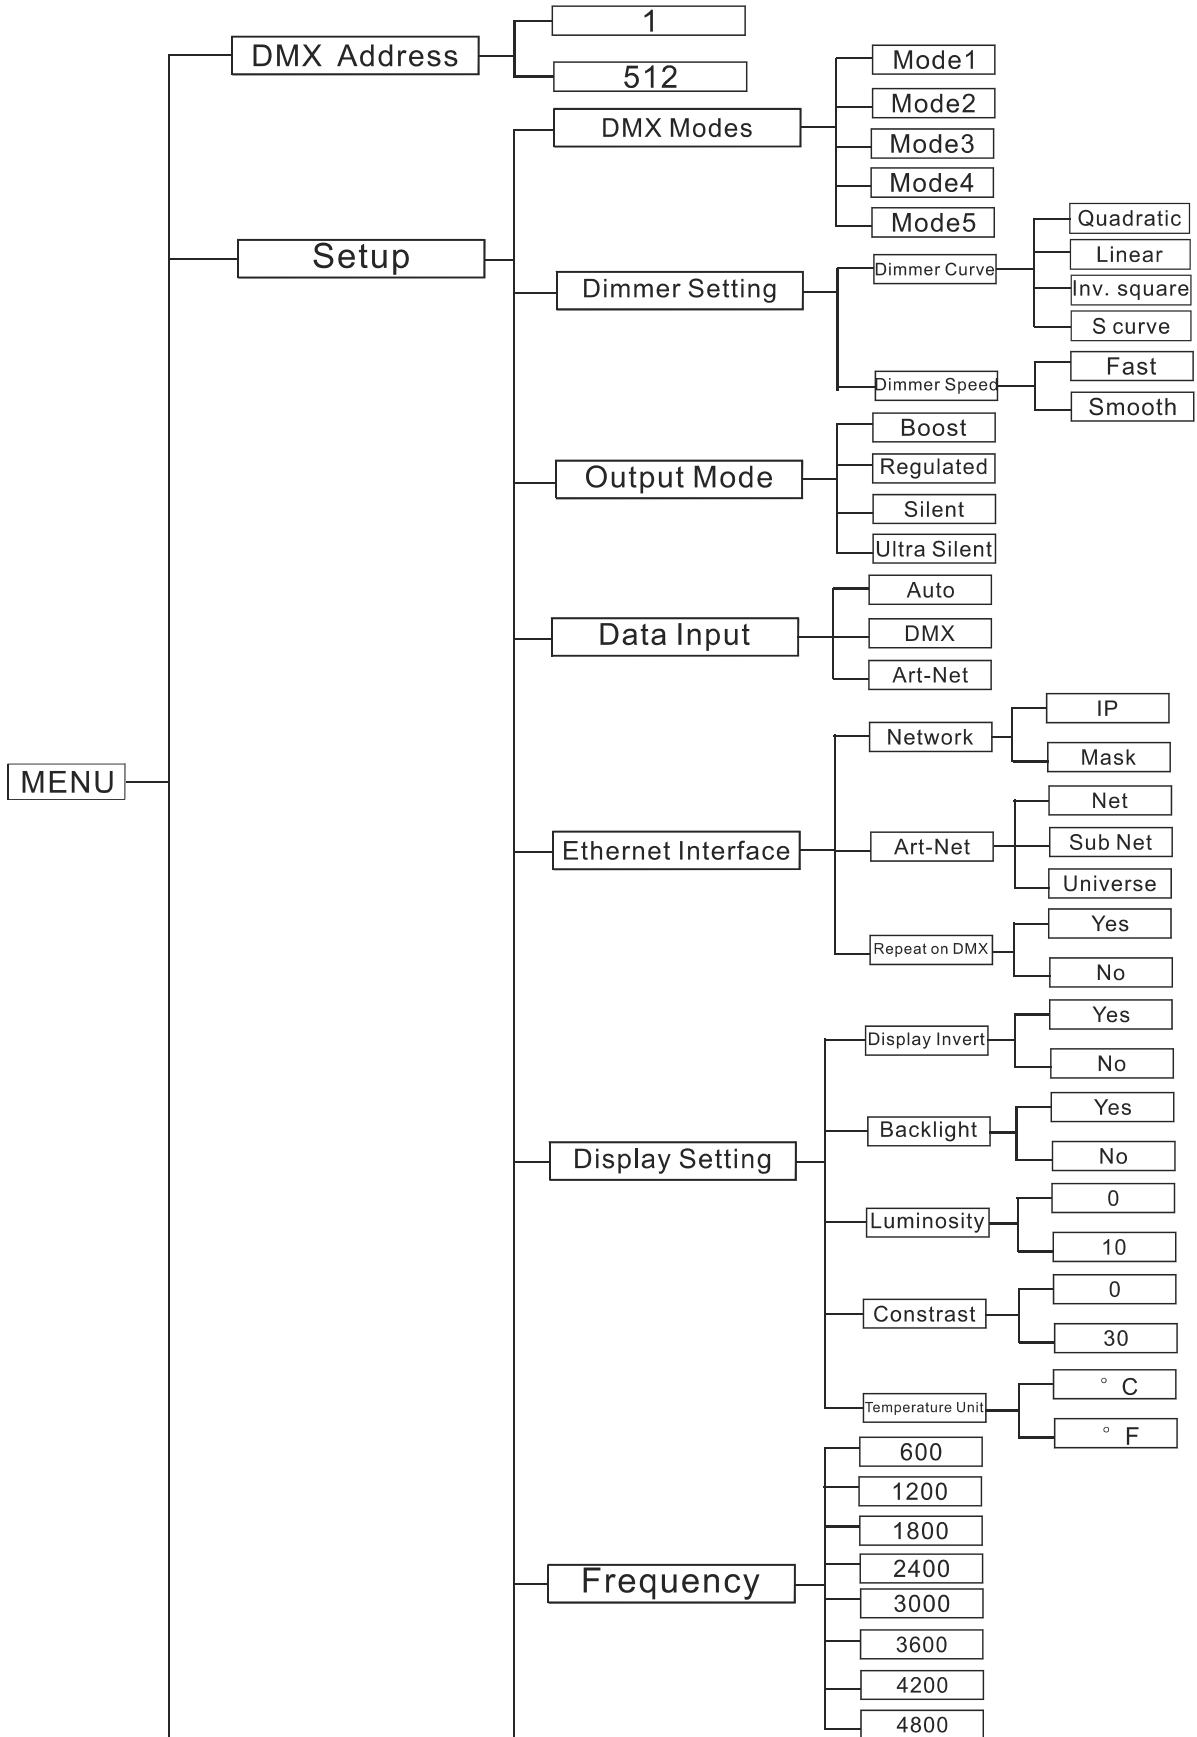 1
DMX Address
512
Mode1
Mode2
DMX Modes
Mode3
Mode4
Mode5
Setup
Dimmer Setting
Dimmer Curve
Quadratic
Linear
Inv. square
S curve
Dimmer Speed
Fast
Smooth
Output Mode
Boost
Regulated
Silent
Ultra Silent
Data Input
Auto
DMX
Art-Net
MENU
Ethernet Interface
Network
IP
Mask
Art-Net
Net
Sub Net
Universe
Repeat on DMX
Yes
No
Display Setting
Display Invert
Yes
No
Backlight
Yes
No
Luminosity
0
10
Constrast
0
30
Temperature Unit
° C
° F
Frequency
600
1200
1800
2400
3000
3600
4200
4800